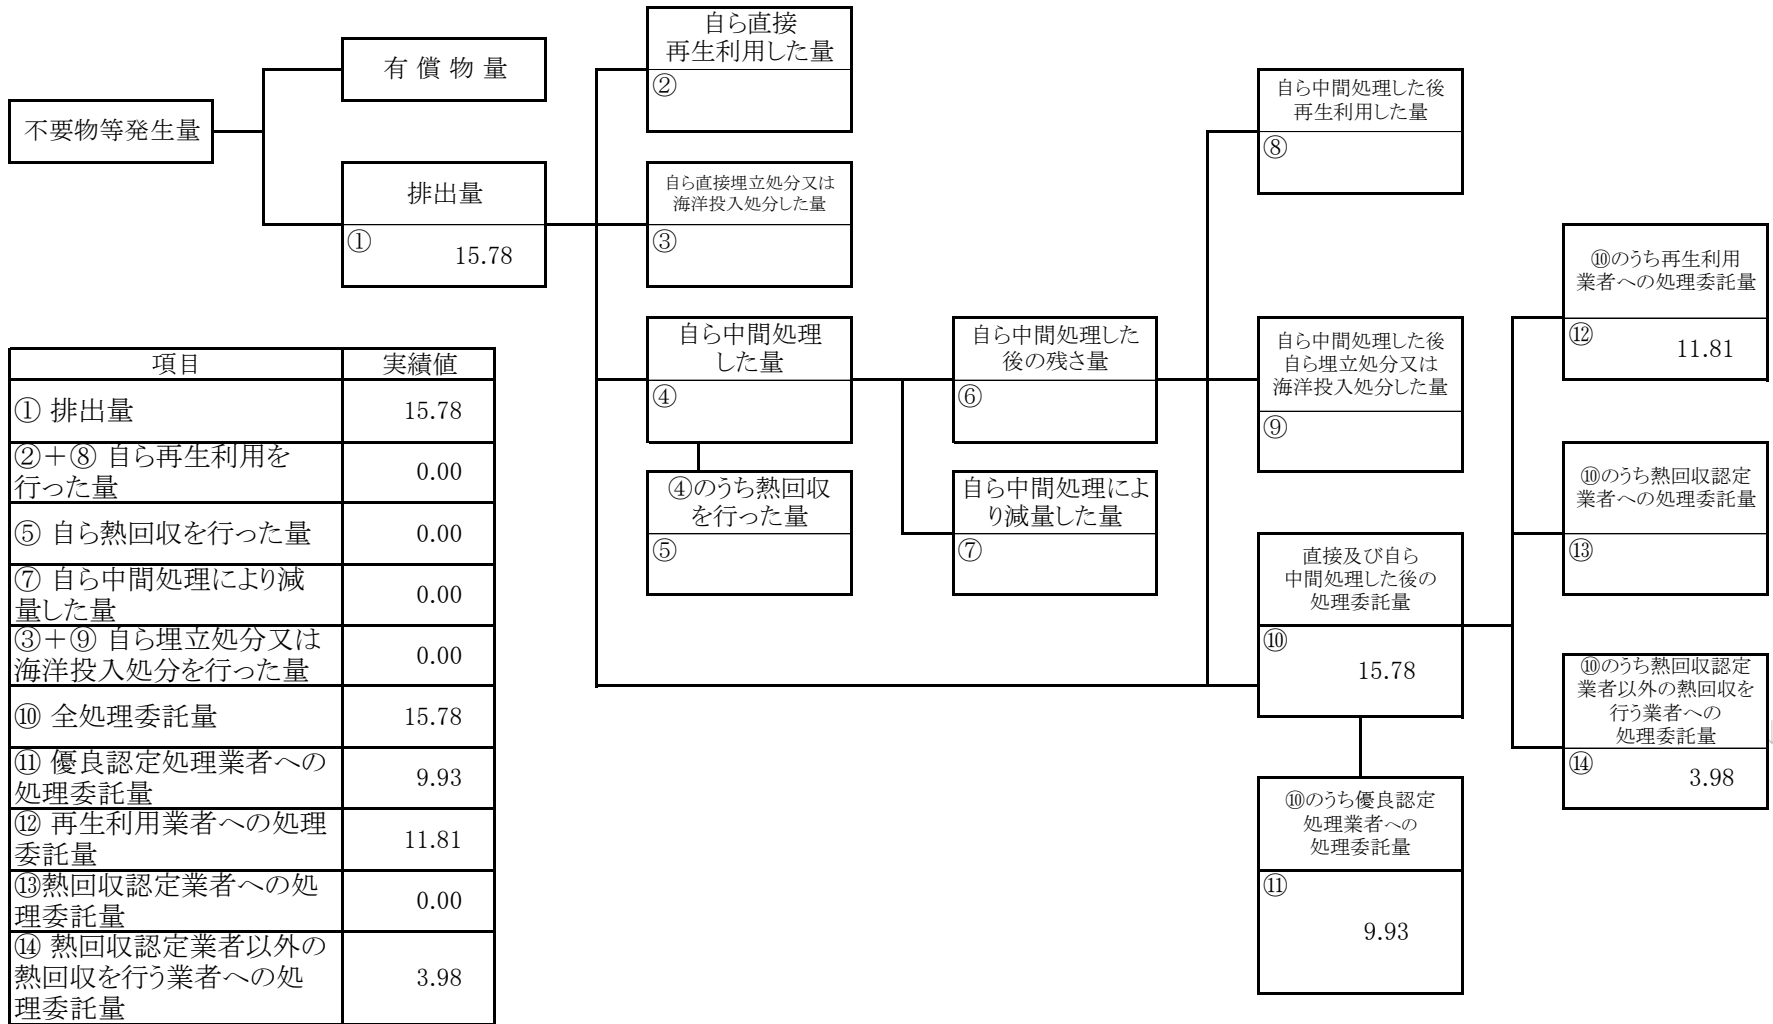 自ら直接
再生利用した量
②
有 償 物 量
不要物等発生量
排出量
①
15.78
自ら直接埋立処分又は
海洋投入処分した量
③
自ら中間処理した後
再生利用した量
⑧
⑩のうち再生利用
業者への処理委託量
⑫
11.81
自ら中間処理
した量
④
自ら中間処理した
後の残さ量
⑥
自ら中間処理した後
自ら埋立処分又は
海洋投入処分した量
⑨
④のうち熱回収
を行った量
⑤
自ら中間処理によ
り減量した量
⑦
⑩のうち熱回収認定
業者への処理委託量
⑬
直接及び自ら
中間処理した後の
処理委託量
⑩
15.78
⑩のうち熱回収認定
業者以外の熱回収を
行う業者への
処理委託量
⑭
3.98
⑩のうち優良認定
処理業者への
処理委託量
⑪
9.93
項目 実績値
① 排出量 15.78
②＋⑧ 自ら再生利用を
行った量 0.00
⑤ 自ら熱回収を行った量 0.00
⑦ 自ら中間処理により減
量した量 0.00
③＋⑨ 自ら埋立処分又は
海洋投入処分を行った量 0.00
⑩ 全処理委託量 15.78
⑪ 優良認定処理業者への
処理委託量 9.93
⑫ 再生利用業者への処理
委託量 11.81
⑬熱回収認定業者への処
理委託量 0.00
⑭ 熱回収認定業者以外の
熱回収を行う業者への処
理委託量 3.98